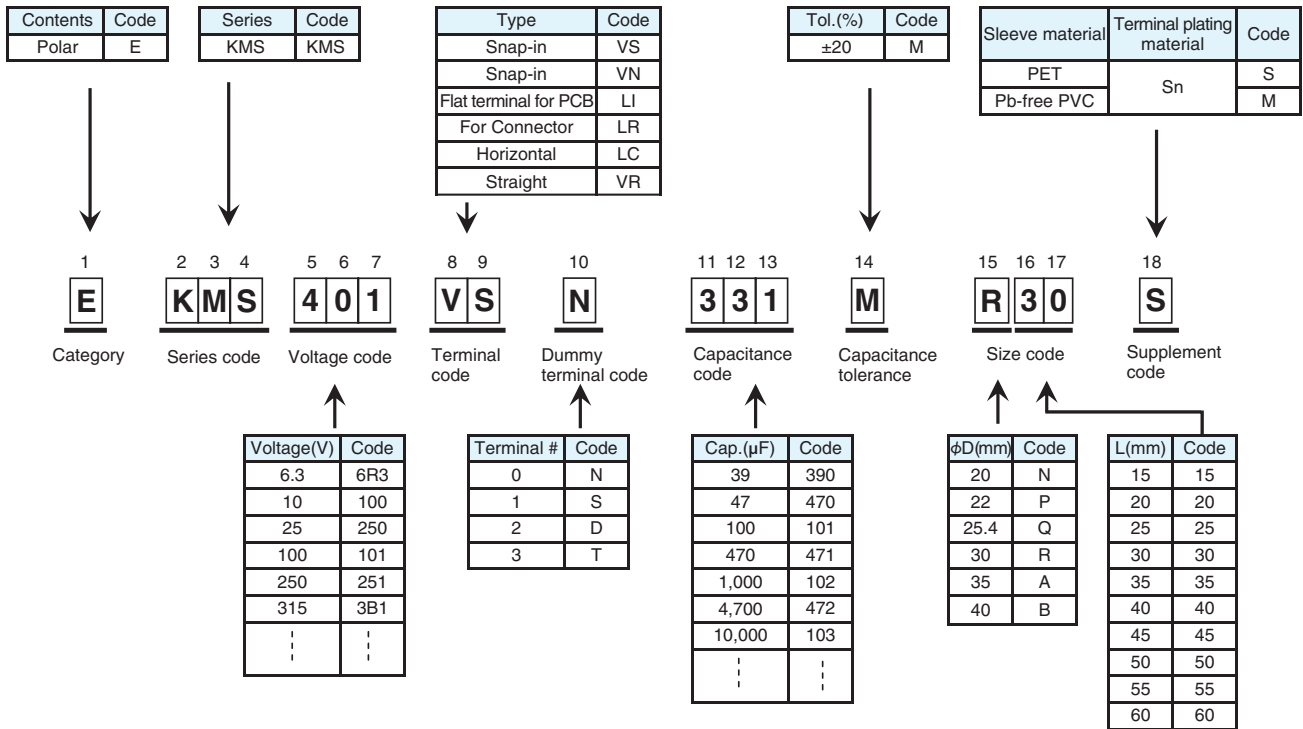 Contents Code
Polar E
Series Code
KMS KMS
Type Code
Snap-in VS
Snap-in VN
Flat terminal for PCB LI
For Connector LR
Horizontal LC
Straight VR
Tol.(%) Code
±20 M
Sleeve material Terminal plating material Code
PET Sn S
Pb-free PVC M
1 2 3 4 5 6 7 8 9 10 11 12 13 14 15 16 17 18
E K M S 4 0 1 V S N 3 3 1 M R 3 0 S
Category
Series code
Voltage code
Terminal
code
Dummy
terminal code
Capacitance
code
Capacitance
tolerance
Size code
Supplement
code
Voltage(V) Code
6.3 6R3
10 100
25 250
100 101
250 251
315 3B1
Terminal # Code
0 N
1 S
2 D
3 T
Cap.(µF) Code
39 390
47 470
100 101
470 471
1,000 102
4,700 472
10,000 103
φD(mm) Code
20 N
22 P
25.4 Q
30 R
35 A
40 B
L(mm) Code
15 15
20 20
25 25
30 30
35 35
40 40
45 45
50 50
55 55
60 60